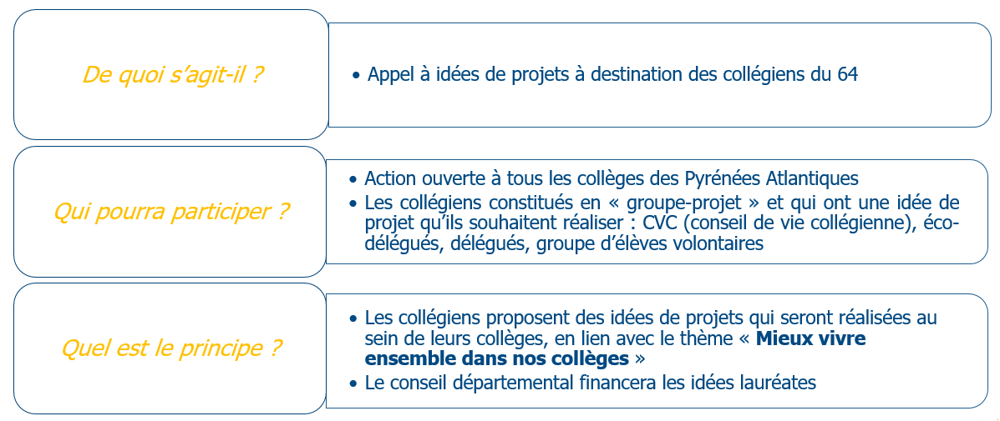 De quoi s’agit-il ?
• Appel à idées de projets à destination des collégiens du 64
Qui pourra participer ?
• Action ouverte à tous les collèges des Pyrénées Atlantiques
• Les collégiens constitués en « groupe-projet » et qui ont une idée de
projet qu’ils souhaitent réaliser : CVC (conseil de vie collégienne), éco-
délégués, délégués, groupe d’élèves volontaires
Quel est le principe ?
• Les collégiens proposent des idées de projets qui seront réalisées au
sein de leurs collèges, en lien avec le thème « Mieux vivre
ensemble dans nos collèges »
• Le conseil départemental financera les idées lauréates